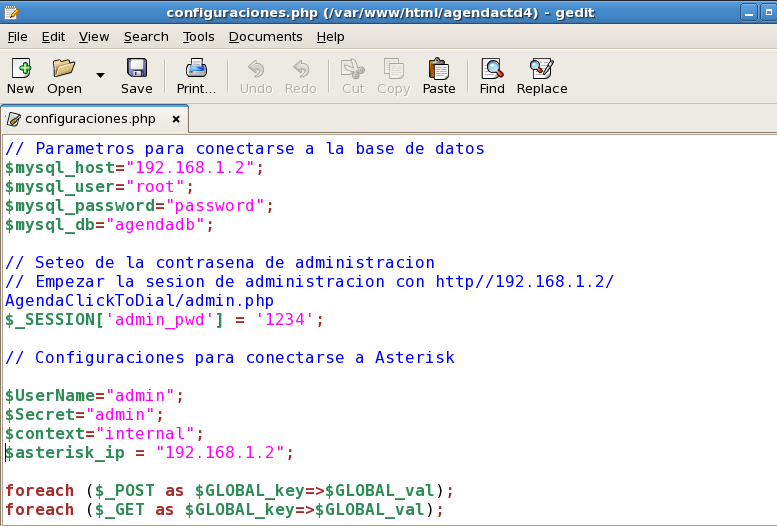 configuraciones.php (/var/www/html/agendactd4) - gedit
File Edit View Search Tools Documents Help
New Open Save Print... Undo Redo Cut Copy Paste Find Replace
configuraciones.php
// Parametros para conectarse a la base de datos
$mysql_host="192.168.1.2";
$mysql_user="root";
$mysql_password="password";
$mysql_db="agendadb";
// Seteo de la contrasena de administracion
// Empezar la sesion de administracion con http//192.168.1.2/
AgendaClickToDial/admin.php
$_SESSION['admin_pwd'] = '1234';
// Configuraciones para conectarse a Asterisk
$UserName="admin";
$Secret="admin";
$context="internal";
$asterisk_ip = "192.168.1.2";
foreach ($_POST as $GLOBAL_key=>$GLOBAL_val);
foreach ($_GET as $GLOBAL_key=>$GLOBAL_val);